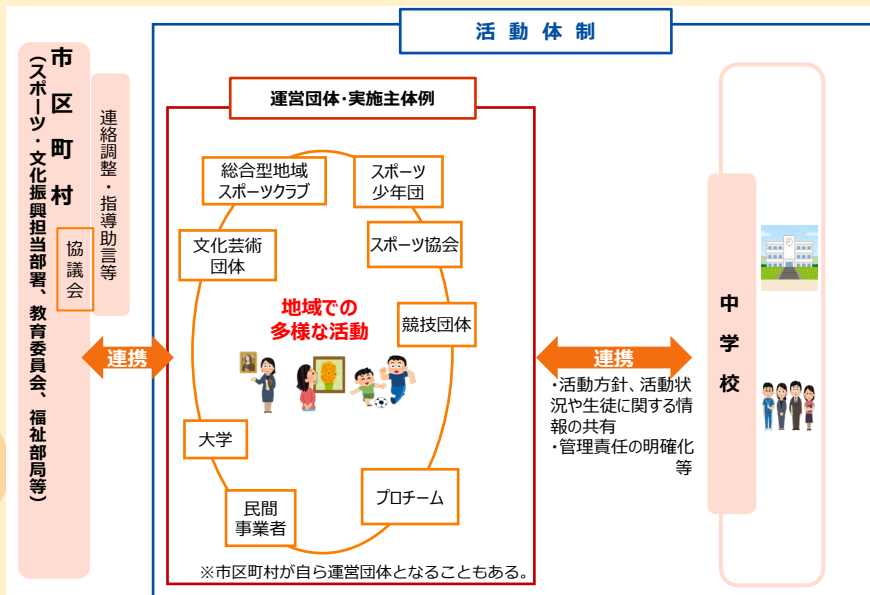 活動体制
市区町村
（スポーツ・文化振興担当部署、教育委員会、福祉部局等）
協議会
連絡調整・指導助言等
連携
運営団体・実施主体例
総合型地域
スポーツクラブ
スポーツ
少年団
文化芸術
団体
スポーツ協会
地域での
多様な活動
競技団体
大学
民間
事業者
プロチーム
※市区町村が自ら運営団体となることもある。
連携
・活動方針、活動状
況や生徒に関する情
報の共有
・管理責任の明確化
等
中学校